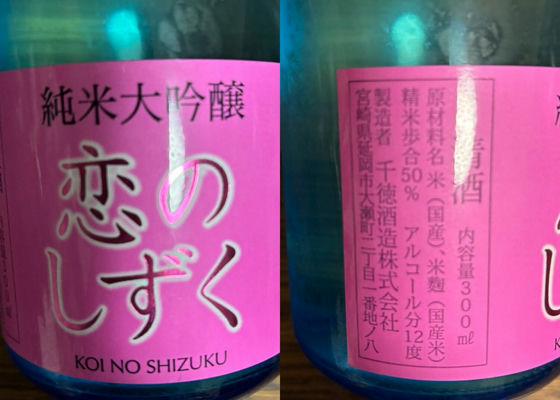 純米大吟醸
恋の
しずく
KOI NO SHIZUKU
清酒
内容量300㎖
原材料名 米(国産)、米麹(国産米)
精米歩合50% アルコール分12度
製造者 千徳酒造株式会社
宮崎県延岡市大瀬町二丁目一番地ノ八